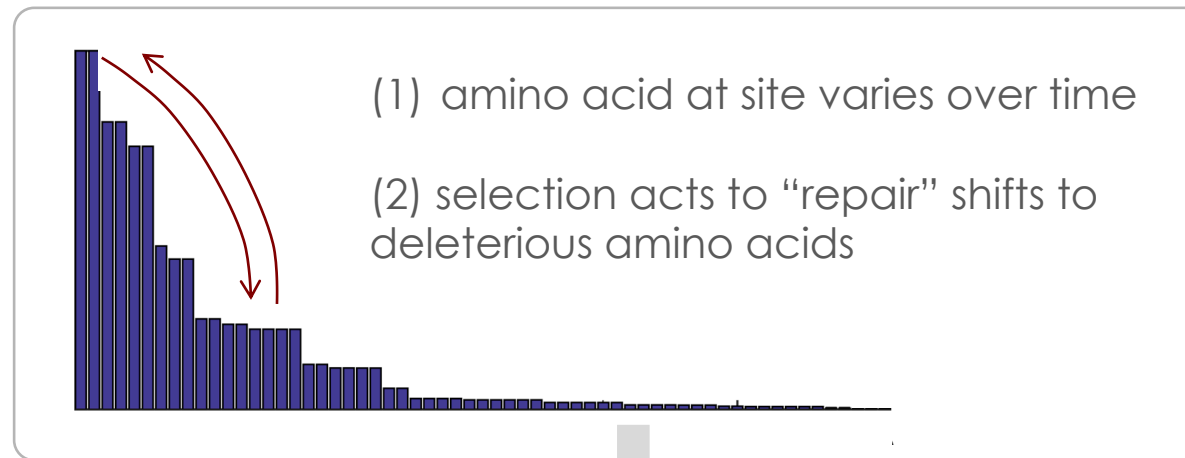 (1) amino acid at site varies over time
(2) selection acts to “repair” shifts to
deleterious amino acids